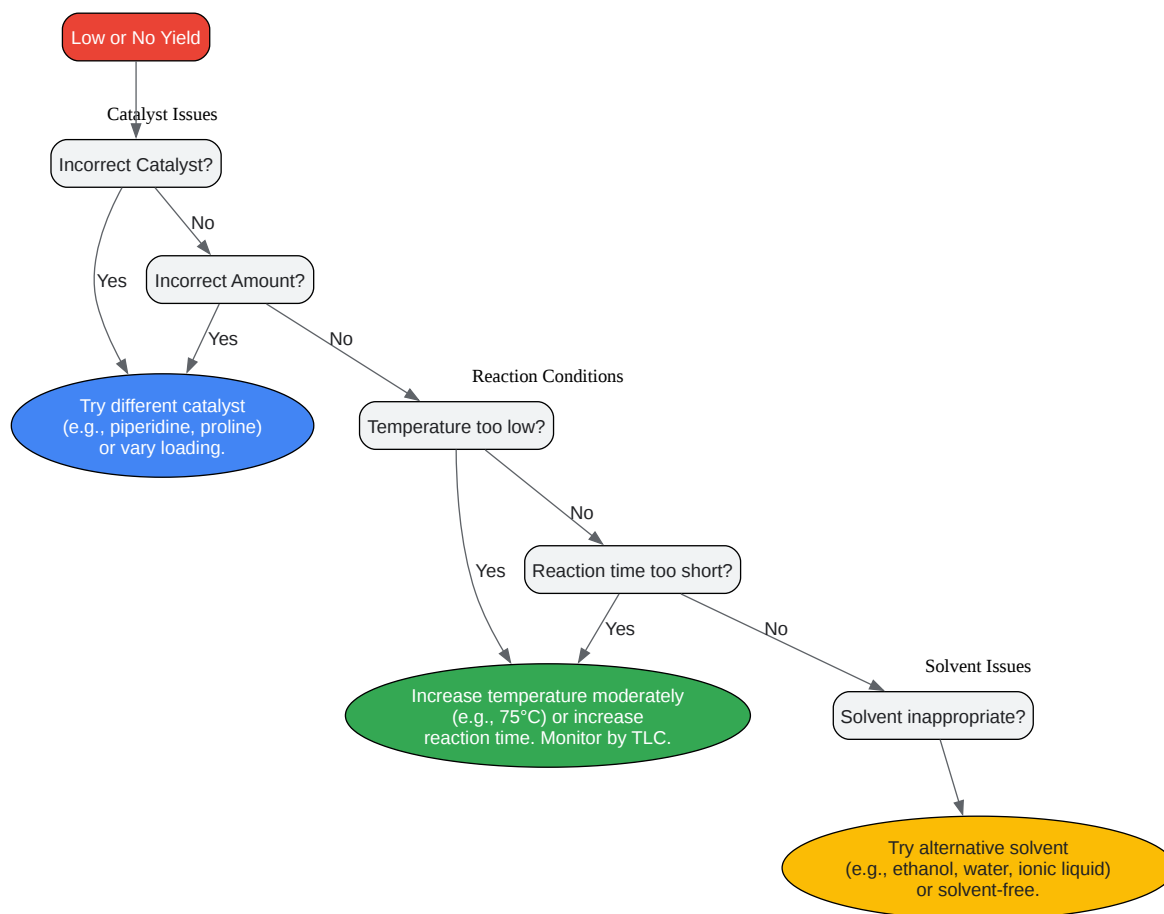 Low or No Yield
Catalyst Issues
Incorrect Catalyst?
No
Yes
Incorrect Amount?
Yes
No
Try different catalyst
(e.g., piperidine, proline)
or vary loading.
Reaction Conditions
Temperature too low?
No
Yes
Reaction time too short?
Yes
No
Increase temperature moderately
(e.g., 75°C) or increase
reaction time. Monitor by TLC.
Solvent Issues
Solvent inappropriate?
Try alternative solvent
(e.g., ethanol, water, ionic liquid)
or solvent-free.